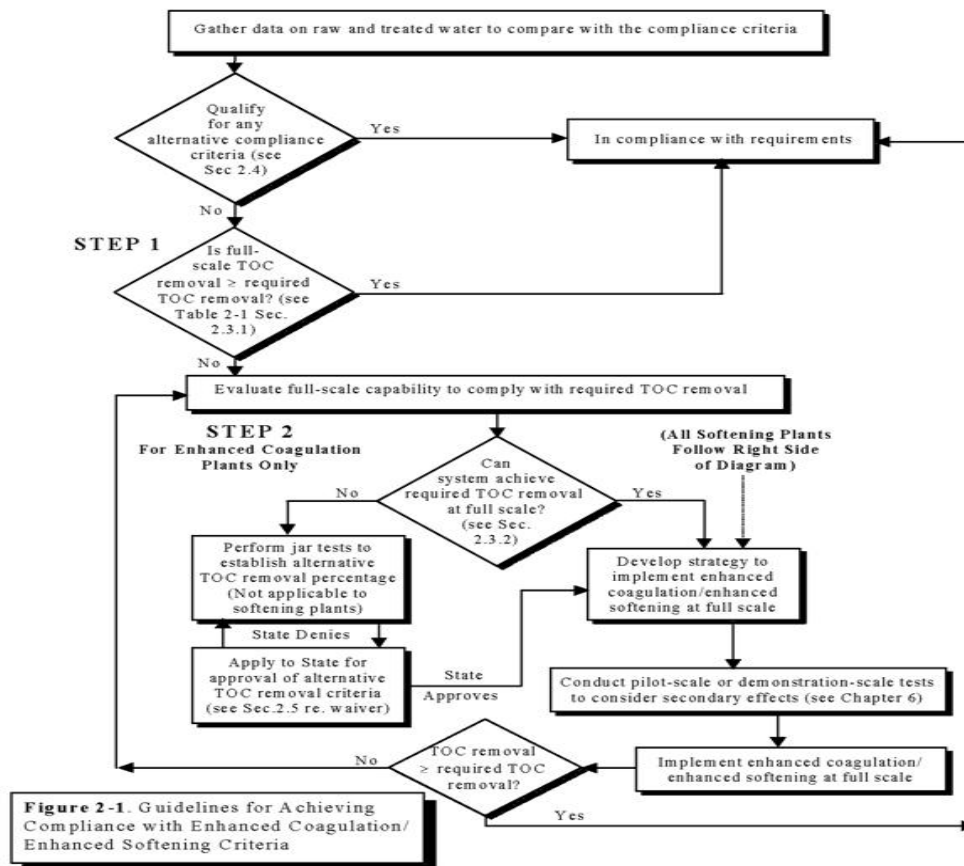 Gather data on raw and treated water to compare with the compliance criteria
Qualify
for any
alternative compliance
criteria (see
Sec 2.4)
Yes
In compliance with requirements
No
STEP 1
Is full-
scale TOC
removal ≥ required
TOC removal? (see
Table 2-1 Sec.
2.3.1)
Yes
No
Evaluate full-scale capability to comply with required TOC removal
STEP 2
For Enhanced Coagulation
Plants Only
(All Softening Plants
Follow Right Side
of Diagram)
Can
system achieve
required TOC removal
at full scale?
(see Sec.
2.3.2)
No
Yes
Perform jar tests to
establish alternative
TOC removal percentage
(Not applicable to
softening plants)
Develop strategy to
implement enhanced
coagulation/enhanced
softening at full scale
State Denies
Apply to State for
approval of alternative
TOC removal criteria
(see Sec.2.5 re. waiver)
State
Approves
Conduct pilot-scale or demonstration-scale tests
to consider secondary effects (see Chapter 6)
TOC removal
≥ required TOC
removal?
No
Implement enhanced coagulation/
enhanced softening at full scale
Yes
Figure 2-1. Guidelines for Achieving
Compliance with Enhanced Coagulation/
Enhanced Softening Criteria